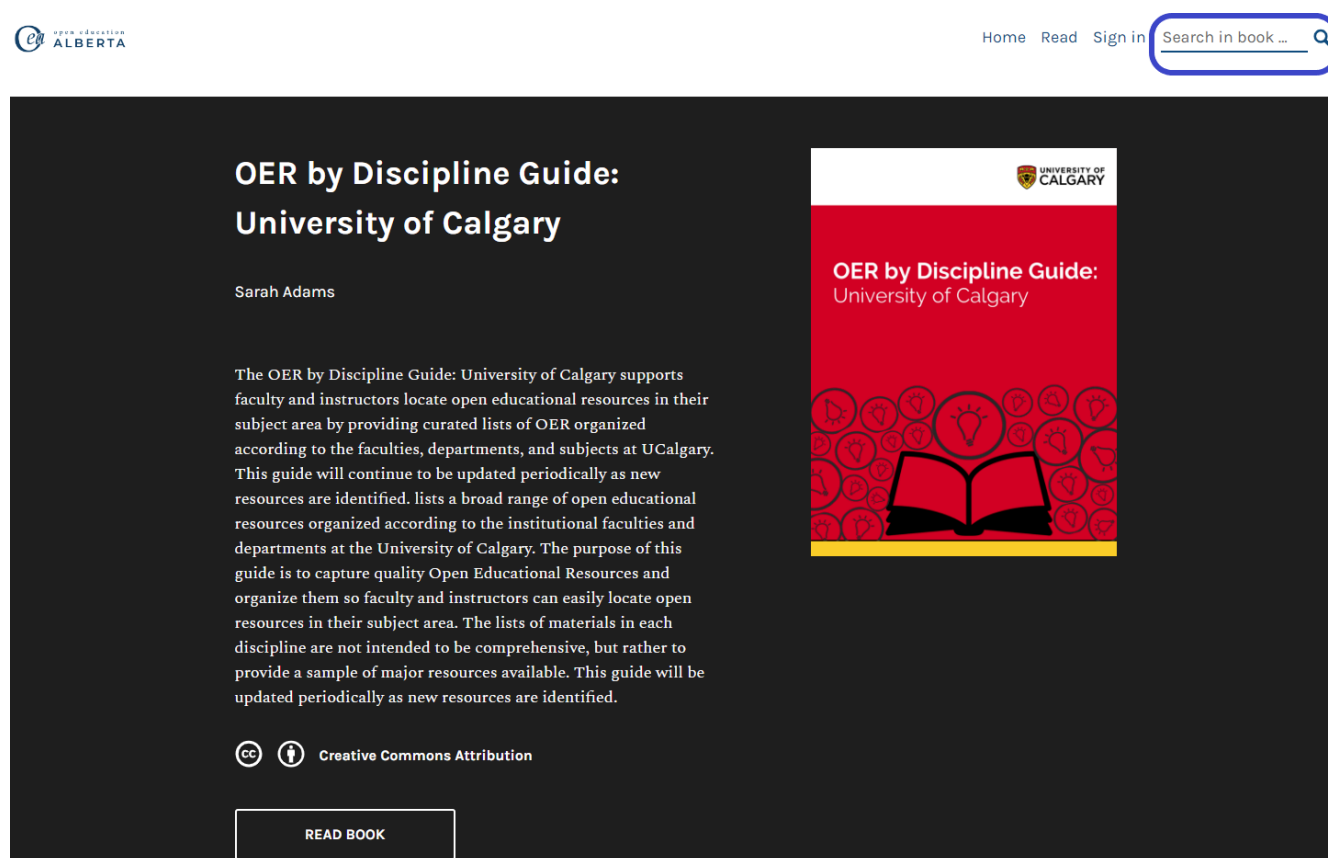 open education
ALBERTA
Home Read Sign in Search in book ...
OER by Discipline Guide:
University of Calgary
Sarah Adams
The OER by Discipline Guide: University of Calgary supports
faculty and instructors locate open educational resources in their
subject area by providing curated lists of OER organized
according to the faculties, departments, and subjects at UCalgary.
This guide will continue to be updated periodically as new
resources are identified. lists a broad range of open educational
resources organized according to the institutional faculties and
departments at the University of Calgary. The purpose of this
guide is to capture quality Open Educational Resources and
organize them so faculty and instructors can easily locate open
resources in their subject area. The lists of materials in each
discipline are not intended to be comprehensive, but rather to
provide a sample of major resources available. This guide will be
updated periodically as new resources are identified.
cc
Creative Commons Attribution
READ BOOK
UNIVERSITY OF
CALGARY
OER by Discipline Guide:
University of Calgary